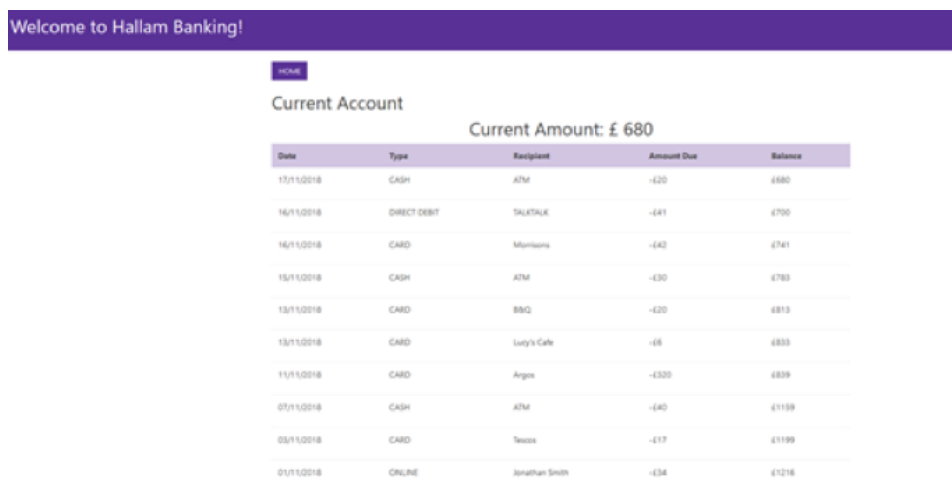 Welcome to Hallam Banking!
HOME
Current Account
Current Amount: £ 680
Date Type Recipient Amount Due Balance
17/11/2018 CASH ATM -£20 £680
16/11/2018 DIRECT DEBIT TALKTALK -£41 £700
16/11/2018 CARD Morrisons -£42 £741
15/11/2018 CASH ATM -£30 £783
13/11/2018 CARD B&Q -£20 £813
13/11/2018 CARD Lucy's Cafe -£6 £833
11/11/2018 CARD Argos -£320 £839
07/11/2018 CASH ATM -£40 £1159
03/11/2018 CARD Tescos -£17 £1199
01/11/2018 ONLINE Jonathan Smith -£34 £1216